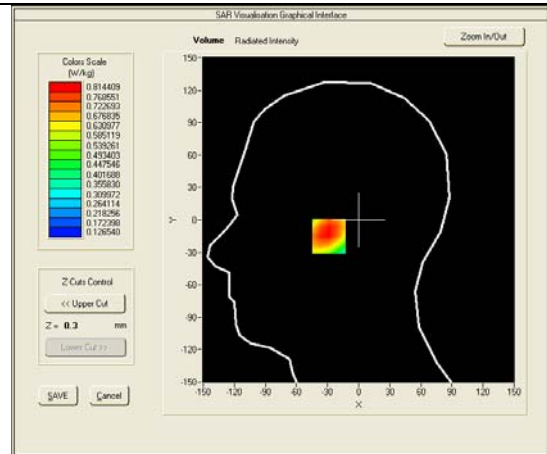 SAR Visualisation Graphical Interface
Volume Radiated Intensity
Zoom In/Out
Colors Scale
(W/kg)
0.814409
0.768551
0.722693
0.676835
0.630977
0.585119
0.539261
0.493403
0.447546
0.401688
0.355830
0.309972
0.264114
0.218256
0.172398
0.126540
Z Cuts Control
<< Upper Cut
Z = 0.3 mm
Lower Cut >>
SAVE Cancel
150
120
90
60
30
0
-30
-60
-90
-120
-150
Y
-150 -120 -90 -60 -30 0 30 60 90 120 150
X